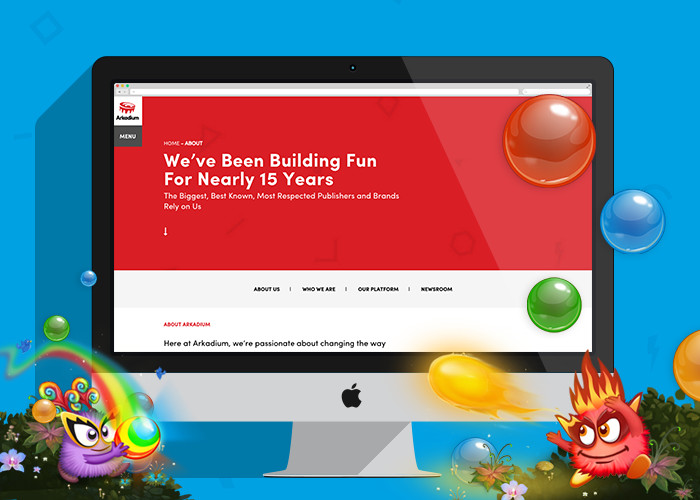 Arkadium
MENU
HOME » ABOUT
We've Been Building Fun
For Nearly 15 Years
The Biggest, Best Known, Most Respected Publishers and Brands
Rely on Us
ABOUT US | WHO WE ARE | OUR PLATFORM | NEWSROOM
ABOUT ARKADIUM
Here at Arkadium, we're passionate about changing the way